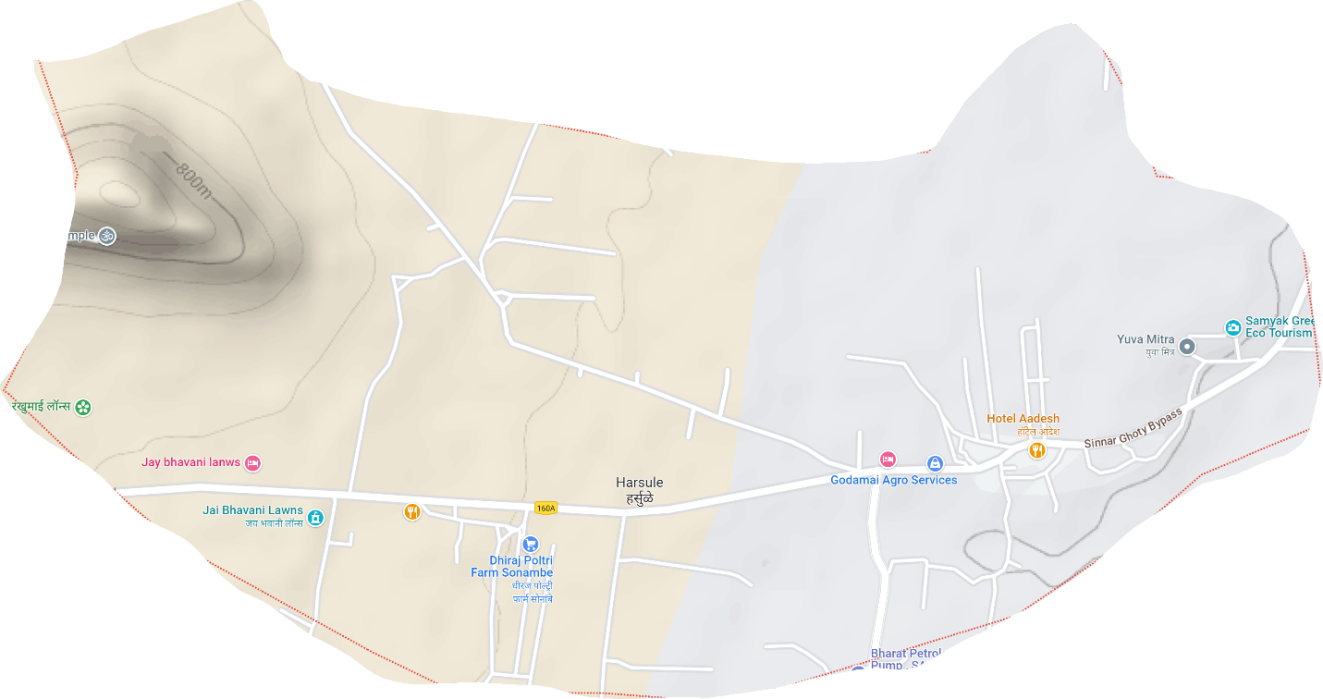 800m
mple
Samyak Gree
Eco Tourism
Yuva Mitra
युवा मित्र
रखुमाई लॉन्स
Hotel Aadesh
हॉटेल आदेश
Sinnar Ghoty Bypass
Jay bhavani lanws
Godamai Agro Services
Harsule
हर्सुळे
160A
Jai Bhavani Lawns
जय भवानी लॉन्स
Dhiraj Poltri
Farm Sonambe
धीरज पोल्ट्री
फार्म सोनांबे
Bharat Petrol
Pump, SA